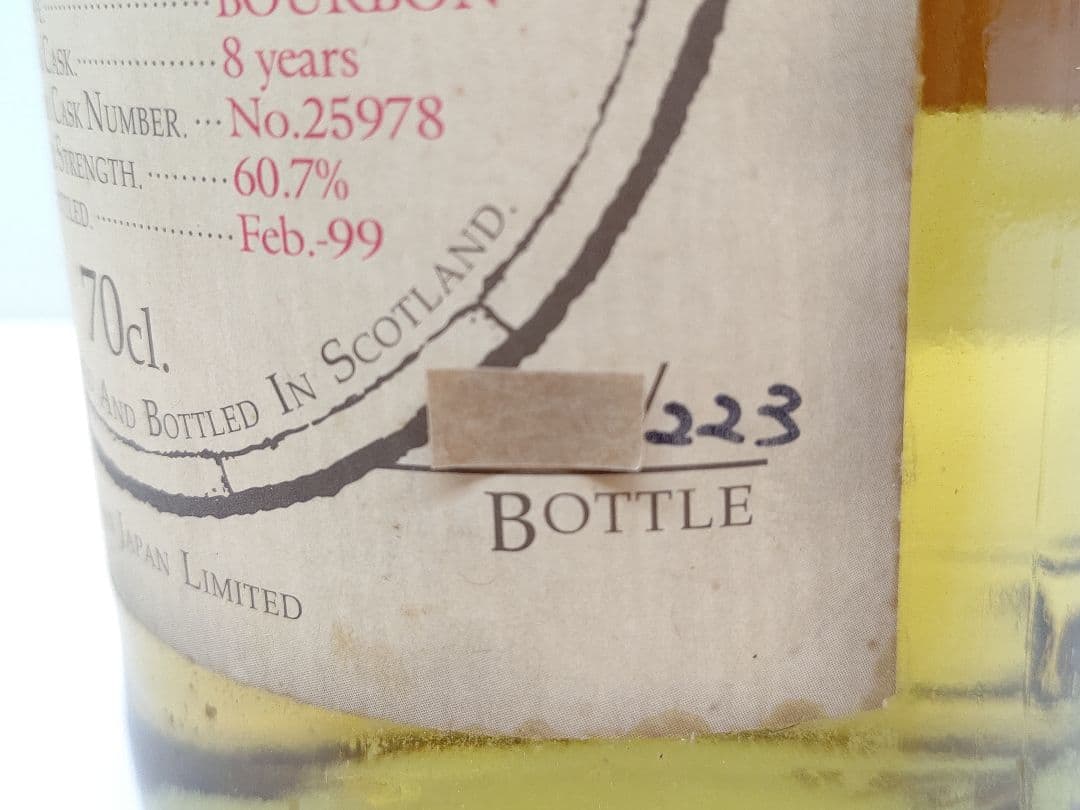 BOURBON
CASK.................8 years
CASK NUMBER. ...No.25978
STRENGTH. .........60.7%
.................Feb.-99
70cl.
AND BOTTLED IN SCOTLAND.
/223
BOTTLE
JAPAN LIMITED